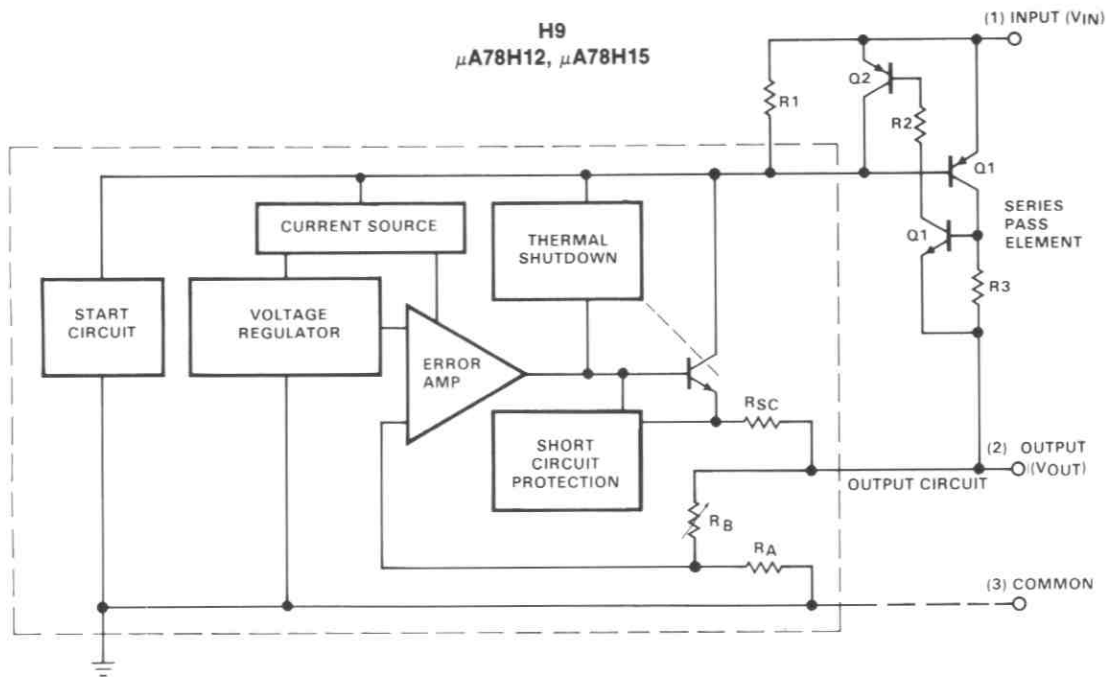 H9
μA78H12, μA78H15
(1) INPUT (VIN)
Q2
R1
R2
Q1
SERIES
PASS
ELEMENT
Q1
R3
CURRENT SOURCE
THERMAL
SHUTDOWN
START
CIRCUIT
VOLTAGE
REGULATOR
ERROR
AMP
RSC
SHORT
CIRCUIT
PROTECTION
(2) OUTPUT
(VOUT)
OUTPUT CIRCUIT
RB
RA
(3) COMMON